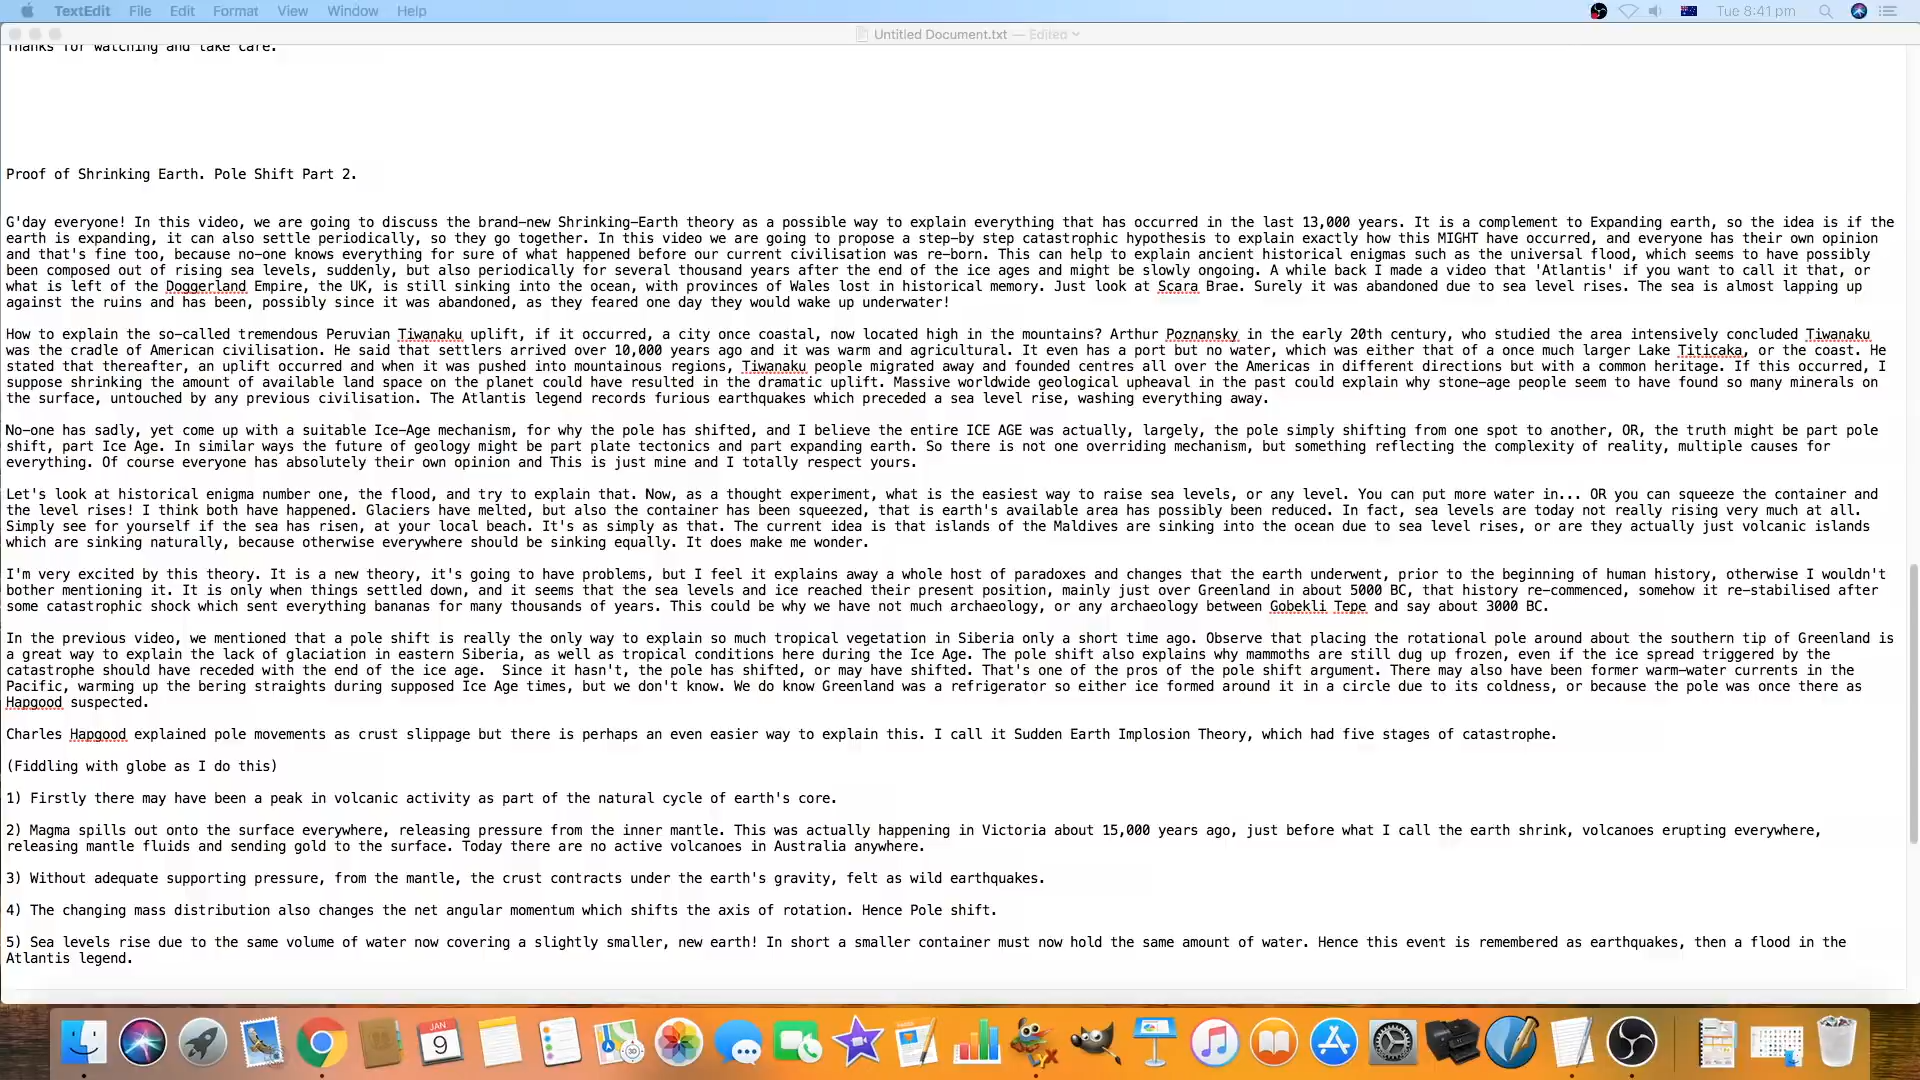 TextEdit File Edit Format View Window Help Tue 8:41 pm
Untitled Document.txt — Edited
Thanks for watching and take care.
Proof of Shrinking Earth. Pole Shift Part 2.
G'day everyone! In this video, we are going to discuss the brand-new Shrinking-Earth theory as a possible way to explain everything that has occurred in the last 13,000 years. It is a complement to Expanding earth, so the idea is if the
earth is expanding, it can also settle periodically, so they go together. In this video we are going to propose a step-by step catastrophic hypothesis to explain exactly how this MIGHT have occurred, and everyone has their own opinion
and that's fine too, because no-one knows everything for sure of what happened before our current civilisation was re-born. This can help to explain ancient historical enigmas such as the universal flood, which seems to have possibly
been composed out of rising sea levels, suddenly, but also periodically for several thousand years after the end of the ice ages and might be slowly ongoing. A while back I made a video that 'Atlantis' if you want to call it that, or
what is left of the Doggerland Empire, the UK, is still sinking into the ocean, with provinces of Wales lost in historical memory. Just look at Scara Brae. Surely it was abandoned due to sea level rises. The sea is almost lapping up
against the ruins and has been, possibly since it was abandoned, as they feared one day they would wake up underwater!
How to explain the so-called tremendous Peruvian Tiwanaku uplift, if it occurred, a city once coastal, now located high in the mountains? Arthur Poznansky in the early 20th century, who studied the area intensively concluded Tiwanaku
was the cradle of American civilisation. He said that settlers arrived over 10,000 years ago and it was warm and agricultural. It even has a port but no water, which was either that of a once much larger Lake Tititcaka, or the coast. He
stated that thereafter, an uplift occurred and when it was pushed into mountainous regions, Tiwanaku people migrated away and founded centres all over the Americas in different directions but with a common heritage. If this occurred, I
suppose shrinking the amount of available land space on the planet could have resulted in the dramatic uplift. Massive worldwide geological upheaval in the past could explain why stone-age people seem to have found so many minerals on
the surface, untouched by any previous civilisation. The Atlantis legend records furious earthquakes which preceded a sea level rise, washing everything away.
No-one has sadly, yet come up with a suitable Ice-Age mechanism, for why the pole has shifted, and I believe the entire ICE AGE was actually, largely, the pole simply shifting from one spot to another, OR, the truth might be part pole
shift, part Ice Age. In similar ways the future of geology might be part plate tectonics and part expanding earth. So there is not one overriding mechanism, but something reflecting the complexity of reality, multiple causes for
everything. Of course everyone has absolutely their own opinion and This is just mine and I totally respect yours.
Let's look at historical enigma number one, the flood, and try to explain that. Now, as a thought experiment, what is the easiest way to raise sea levels, or any level. You can put more water in... OR you can squeeze the container and
the level rises! I think both have happened. Glaciers have melted, but also the container has been squeezed, that is earth's available area has possibly been reduced. In fact, sea levels are today not really rising very much at all.
Simply see for yourself if the sea has risen, at your local beach. It's as simply as that. The current idea is that islands of the Maldives are sinking into the ocean due to sea level rises, or are they actually just volcanic islands
which are sinking naturally, because otherwise everywhere should be sinking equally. It does make me wonder.
I'm very excited by this theory. It is a new theory, it's going to have problems, but I feel it explains away a whole host of paradoxes and changes that the earth underwent, prior to the beginning of human history, otherwise I wouldn't
bother mentioning it. It is only when things settled down, and it seems that the sea levels and ice reached their present position, mainly just over Greenland in about 5000 BC, that history re-commenced, somehow it re-stabilised after
some catastrophic shock which sent everything bananas for many thousands of years. This could be why we have not much archaeology, or any archaeology between Gobekli Tepe and say about 3000 BC.
In the previous video, we mentioned that a pole shift is really the only way to explain so much tropical vegetation in Siberia only a short time ago. Observe that placing the rotational pole around about the southern tip of Greenland is
a great way to explain the lack of glaciation in eastern Siberia, as well as tropical conditions here during the Ice Age. The pole shift also explains why mammoths are still dug up frozen, even if the ice spread triggered by the
catastrophe should have receded with the end of the ice age.  Since it hasn't, the pole has shifted, or may have shifted. That's one of the pros of the pole shift argument. There may also have been former warm-water currents in the
Pacific, warming up the bering straights during supposed Ice Age times, but we don't know. We do know Greenland was a refrigerator so either ice formed around it in a circle due to its coldness, or because the pole was once there as
Hapgood suspected.
Charles Hapgood explained pole movements as crust slippage but there is perhaps an even easier way to explain this. I call it Sudden Earth Implosion Theory, which had five stages of catastrophe.
(Fiddling with globe as I do this)
1) Firstly there may have been a peak in volcanic activity as part of the natural cycle of earth's core.
2) Magma spills out onto the surface everywhere, releasing pressure from the inner mantle. This was actually happening in Victoria about 15,000 years ago, just before what I call the earth shrink, volcanoes erupting everywhere,
releasing mantle fluids and sending gold to the surface. Today there are no active volcanoes in Australia anywhere.
3) Without adequate supporting pressure, from the mantle, the crust contracts under the earth's gravity, felt as wild earthquakes.
4) The changing mass distribution also changes the net angular momentum which shifts the axis of rotation. Hence Pole shift.
5) Sea levels rise due to the same volume of water now covering a slightly smaller, new earth! In short a smaller container must now hold the same amount of water. Hence this event is remembered as earthquakes, then a flood in the
Atlantis legend.
JAN
9
3D